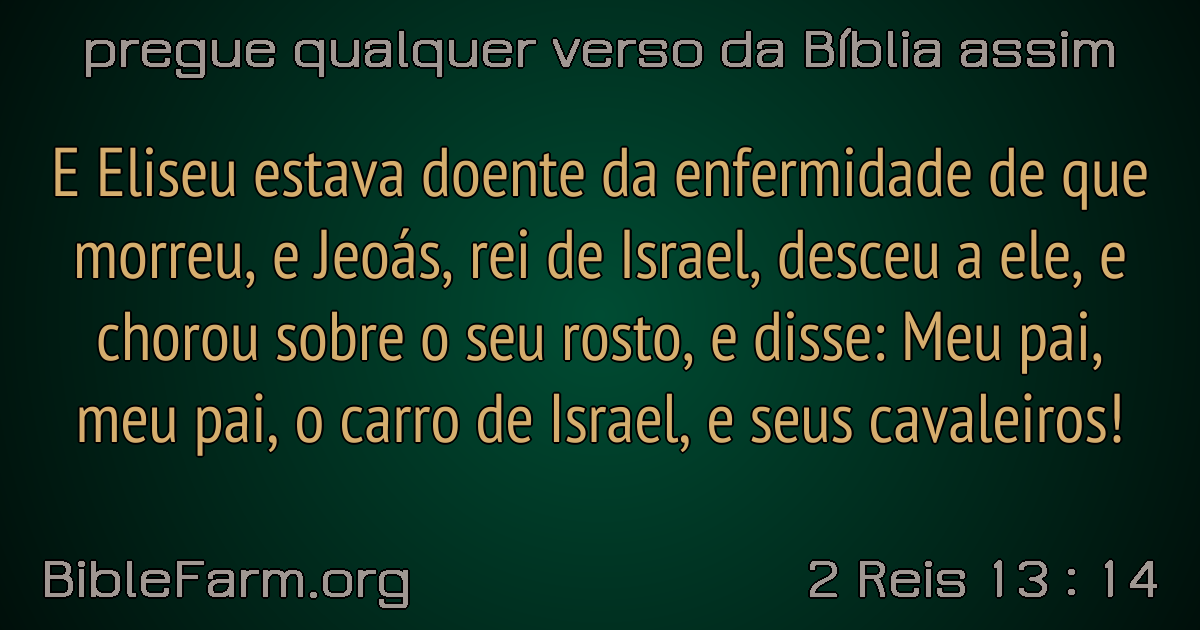 pregue qualquer verso da Bíblia assim
E Eliseu estava doente da enfermidade de que
morreu, e Jeoás, rei de Israel, desceu a ele, e
chorou sobre o seu rosto, e disse: Meu pai,
meu pai, o carro de Israel, e seus cavaleiros!
BibleFarm.org
2 Reis 13 : 14